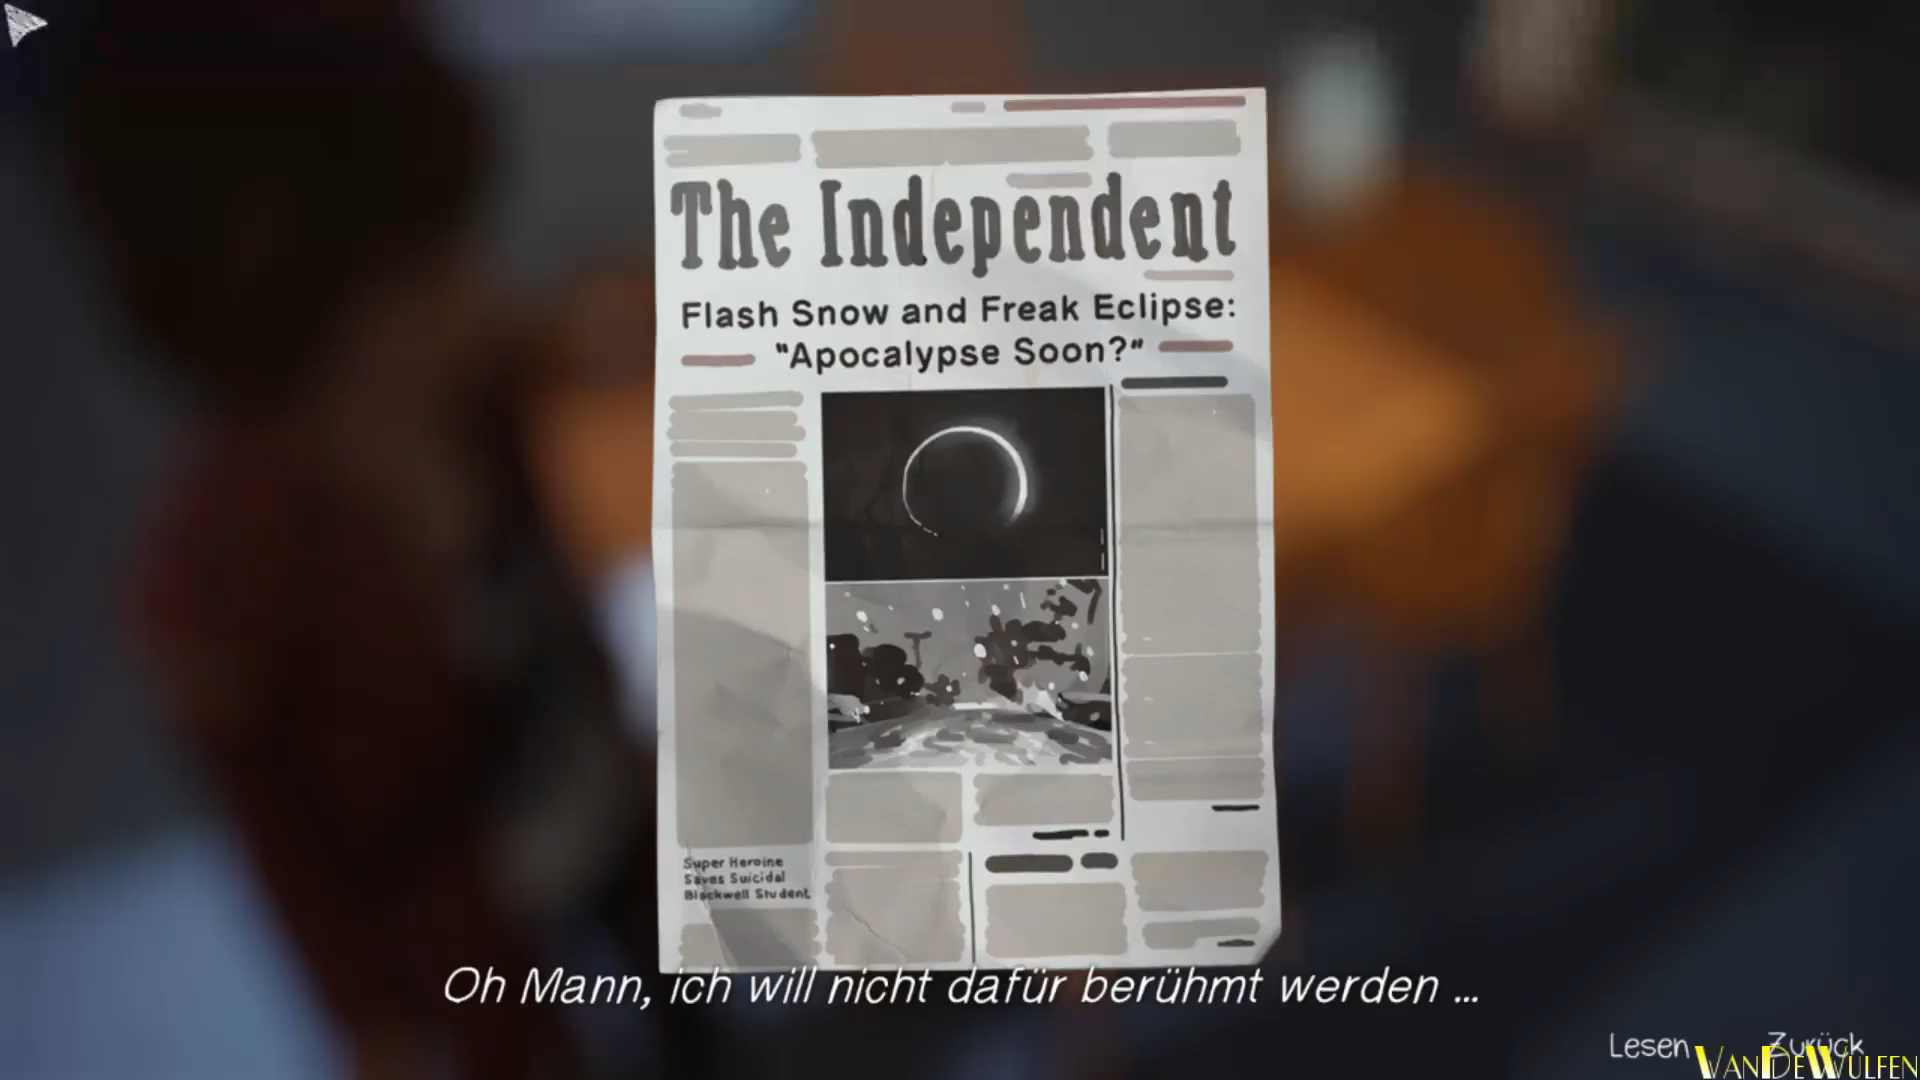 The Independent
Flash Snow and Freak Eclipse:
"Apocalypse Soon?"
Super Heroine
Saves Suicidal
Blackwell Student
Oh Mann, ich will nicht dafür berühmt werden ...
Lesen
Zurück
VANDEWULFEN